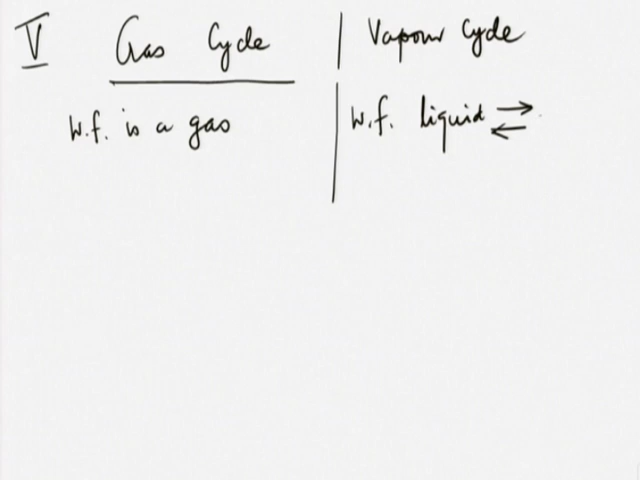 V Gas Cycle | Vapour Cycle
W.f. is a gas | W.f. liquid ⇄